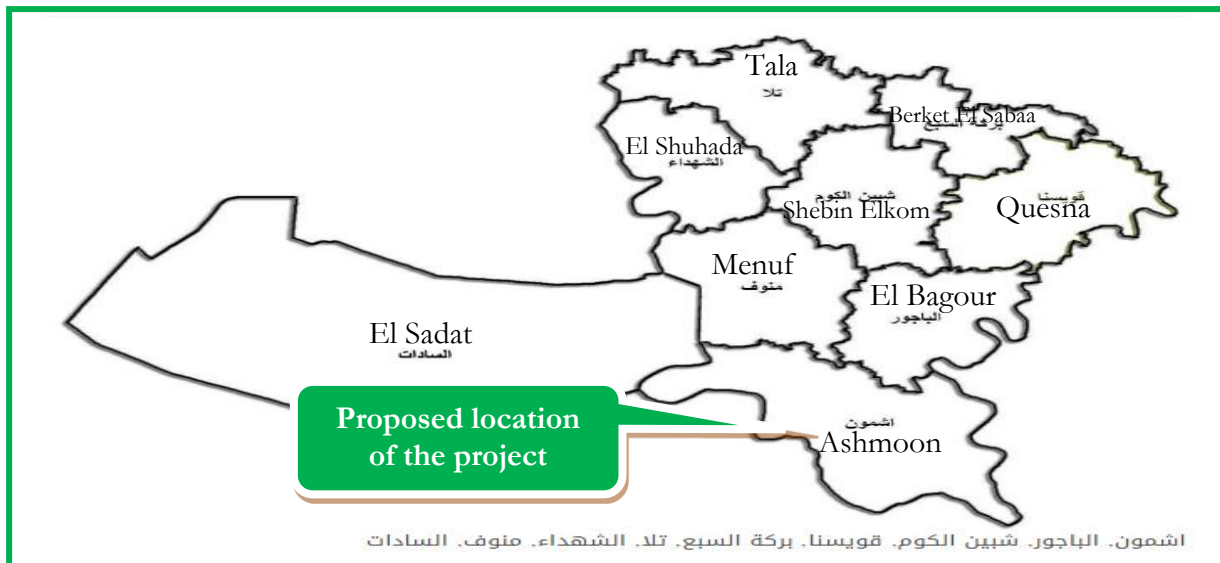 Tala
تلا
Berket El Sabaa
بركة السبع
El Shuhada
الشهداء
شبين الكوم
Shebin Elkom
قويسنا
Quesna
Menuf
منوف
El Bagour
الباجور
El Sadat
السادات
Proposed location
of the project
اشمون
Ashmoon
اشمون، الباجور، شبين الكوم، قويسنا، بركة السبع، تلا، الشهداء، منوف، السادات